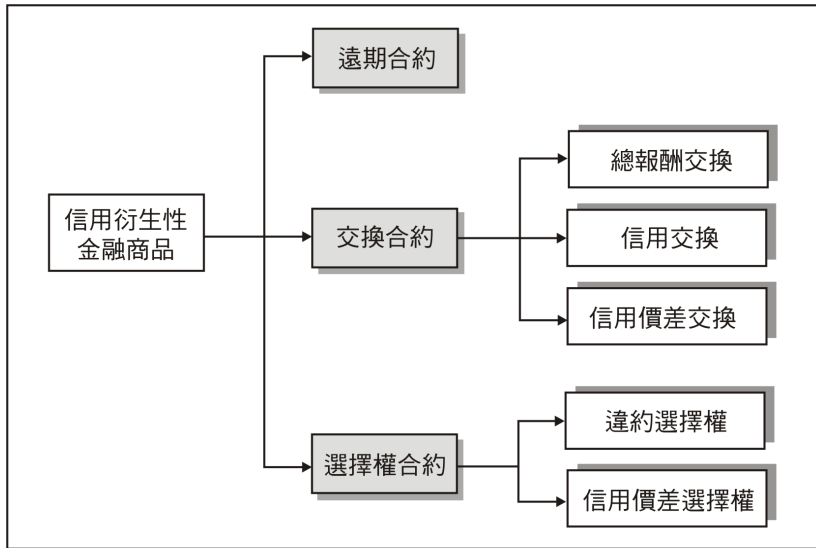 遠期合約
總報酬交換
信用衍生性
金融商品
交換合約
信用交換
信用價差交換
違約選擇權
選擇權合約
信用價差選擇權